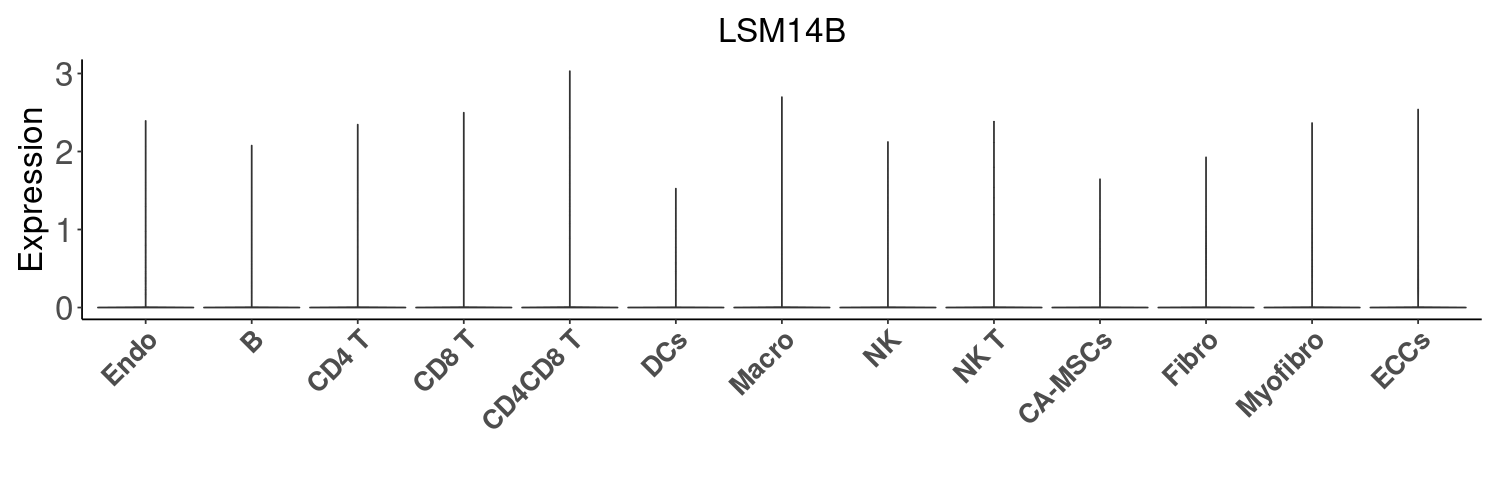 LSM14B
Expression
3
2
1
0
Endo
B
CD4 T
CD8 T
CD4CD8 T
DCs
Macro
NK
NK T
CA-MSCs
Fibro
Myofibro
ECCs